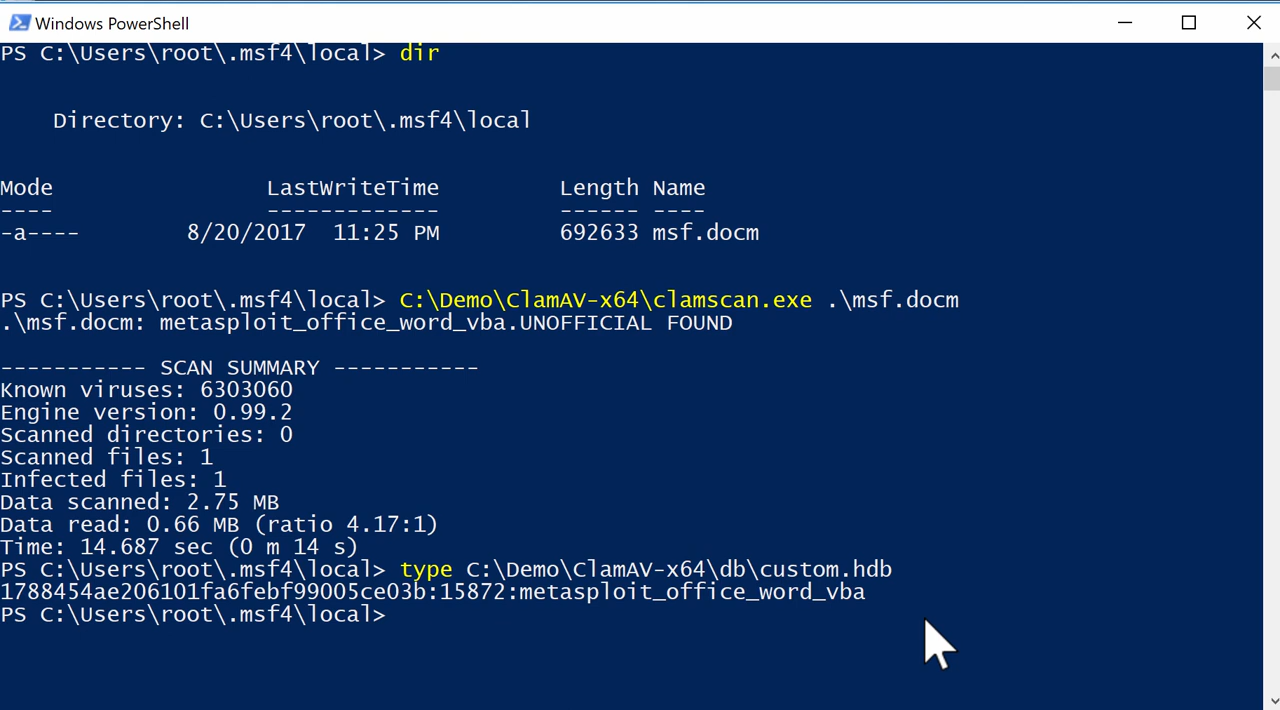 Windows PowerShell
PS C:\Users\root\.msf4\local> dir
Directory: C:\Users\root\.msf4\local
Mode LastWriteTime Length Name
---- ------------- ------ ----
-a---- 8/20/2017 11:25 PM 692633 msf.docm
PS C:\Users\root\.msf4\local> C:\Demo\ClamAV-x64\clamscan.exe .\msf.docm
.\msf.docm: metasploit_office_word_vba.UNOFFICIAL FOUND
----------- SCAN SUMMARY -----------
Known viruses: 6303060
Engine version: 0.99.2
Scanned directories: 0
Scanned files: 1
Infected files: 1
Data scanned: 2.75 MB
Data read: 0.66 MB (ratio 4.17:1)
Time: 14.687 sec (0 m 14 s)
PS C:\Users\root\.msf4\local> type C:\Demo\ClamAV-x64\db\custom.hdb
1788454ae206101fa6febf99005ce03b:15872:metasploit_office_word_vba
PS C:\Users\root\.msf4\local>